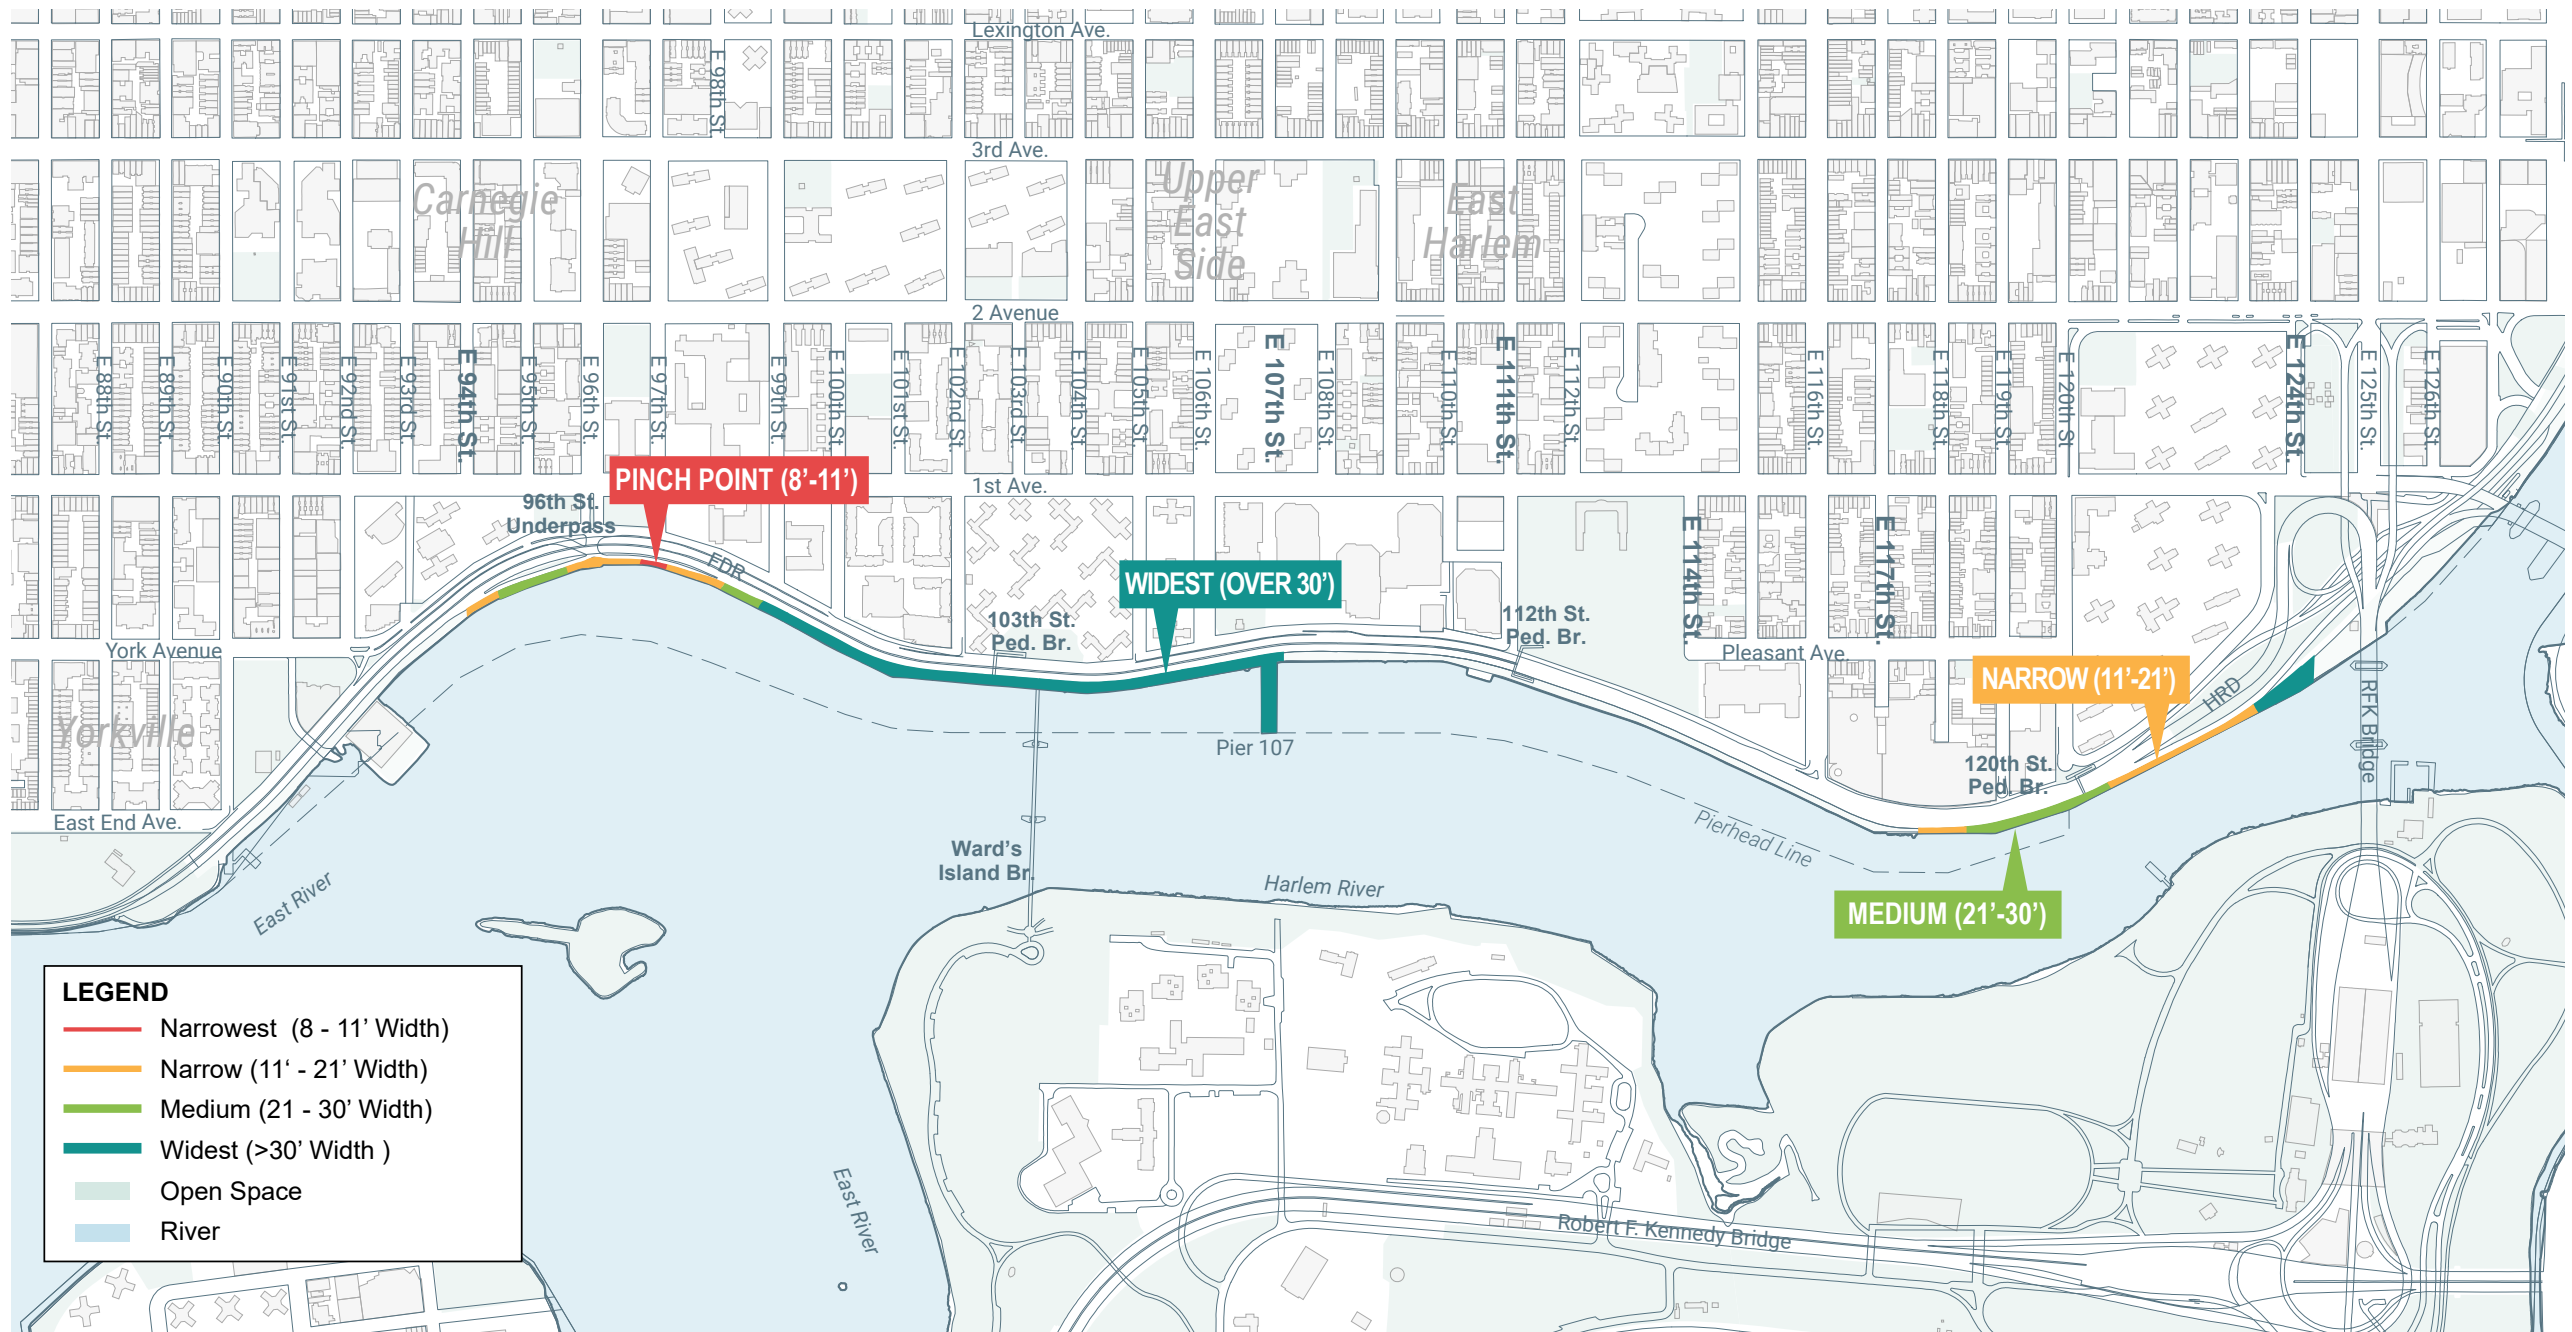 Lexington Ave.
E 98th St.
3rd Ave.
Carnegie
Hill
Upper
East
Side
East
Harlem
2 Avenue
E 88th St.
E 89th St.
E 90th St.
E 91st St.
E 92nd St.
E 93rd St.
E 94th St.
E 95th St.
E 96th St.
E 97th St.
E 99th St.
E 100th St.
E 101st St.
E 102nd St.
E 103rd St.
E 104th St.
E 105th St.
E 106th St.
E 107th St.
E 108th St.
E 110th St.
E 111th St.
E 112th St.
E 116th St.
E 118th St.
E 119th St.
E 120th St.
E 124th St.
E 125th St.
E 126th St.
PINCH POINT (8’-11’)
1st Ave.
96th St.
Underpass
FDR
WIDEST (OVER 30’)
103th St.
Ped. Br.
112th St.
Ped. Br.
E 114th St.
E 117th St.
York Avenue
Pleasant Ave.
NARROW (11’-21’)
HRD
RFK Bridge
Yorkville
Pier 107
120th St.
Ped. Br.
East End Ave.
Pierhead Line
Ward’s
Island Br.
East River
Harlem River
MEDIUM (21’-30’)
LEGEND
Narrowest (8 - 11’ Width)
Narrow (11‘ - 21’ Width)
Medium (21 - 30’ Width)
Widest (>30’ Width )
Open Space
River
East River
Robert F. Kennedy Bridge